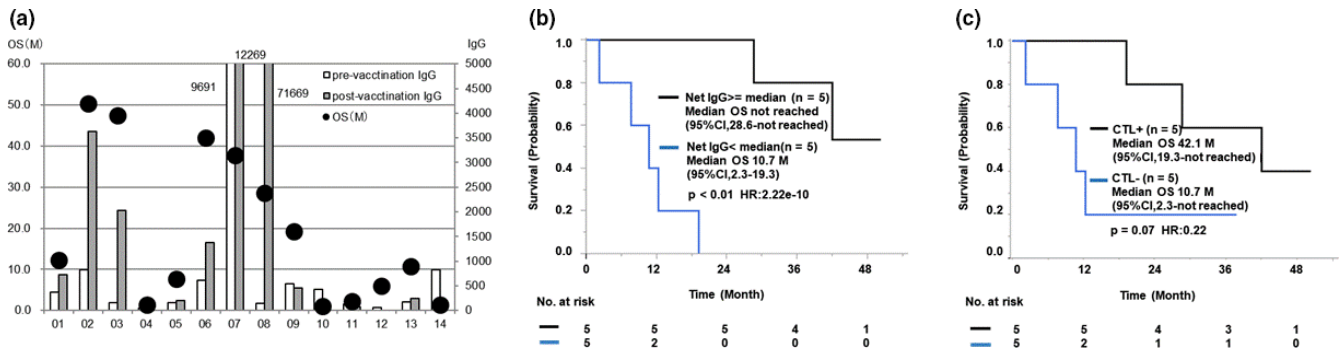 (a)
OS(M)
IgG
12269
9691
71669
pre-vacctination IgG
post-vacctination IgG
OS(M)
60.0
50.0
40.0
30.0
20.0
10.0
0.0
5000
4500
4000
3500
3000
2500
2000
1500
1000
500
0
01 02 03 04 05 06 07 08 09 10 11 12 13 14
(b)
Survival (Probability)
1.0
0.8
0.6
0.4
0.2
0.0
Net IgG>= median (n = 5)
Median OS not reached
(95%CI,28.6-not reached)
Net IgG< median(n = 5)
Median OS 10.7 M
(95%CI,2.3-19.3)
p < 0.01 HR:2.22e-10
0 12 24 36 48
Time (Month)
No. at risk
5 5 5 4 1
5 2 0 0 0
(c)
Survival (Probability)
1.0
0.8
0.6
0.4
0.2
0.0
CTL+ (n = 5)
Median OS 42.1 M
(95%CI,19.3-not reached)
CTL- (n = 5)
Median OS 10.7 M
(95%CI,2.3-not reached)
p = 0.07 HR:0.22
0 12 24 36 48
Time (Month)
No. at risk
5 5 4 3 1
5 2 1 1 0